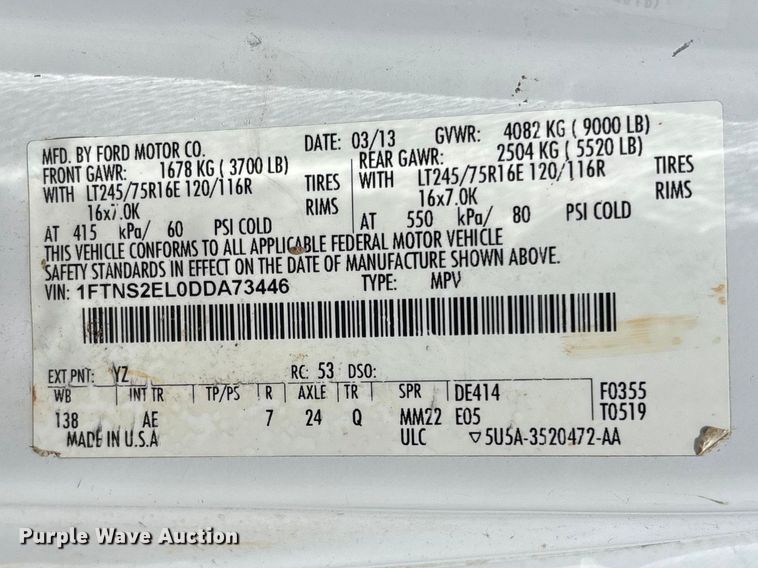 MFD. BY FORD MOTOR CO. DATE: 03/13 GVWR: 4082 KG ( 9000 LB)
FRONT GAWR: 1678 KG ( 3700 LB) REAR GAWR: 2504 KG ( 5520 LB)
WITH LT245/75R16E 120/116R TIRES WITH LT245/75R16E 120/116R TIRES
16x7.0K RIMS 16x7.0K RIMS
AT 415 kPa/ 60 PSI COLD AT 550 kPa/ 80 PSI COLD
THIS VEHICLE CONFORMS TO ALL APPLICABLE FEDERAL MOTOR VEHICLE
SAFETY STANDARDS IN EFFECT ON THE DATE OF MANUFACTURE SHOWN ABOVE.
VIN: 1FTNS2EL0DDA73446 TYPE: MPV
EXT PNT: YZ RC: 53 DSO:
WB INT TR TP/PS R AXLE TR SPR DE414 F0355
138 AE 7 24 Q MM22 E05 T0519
MADE IN U.S.A ULC ▽5U5A-3520472-AA
Purple Wave Auction